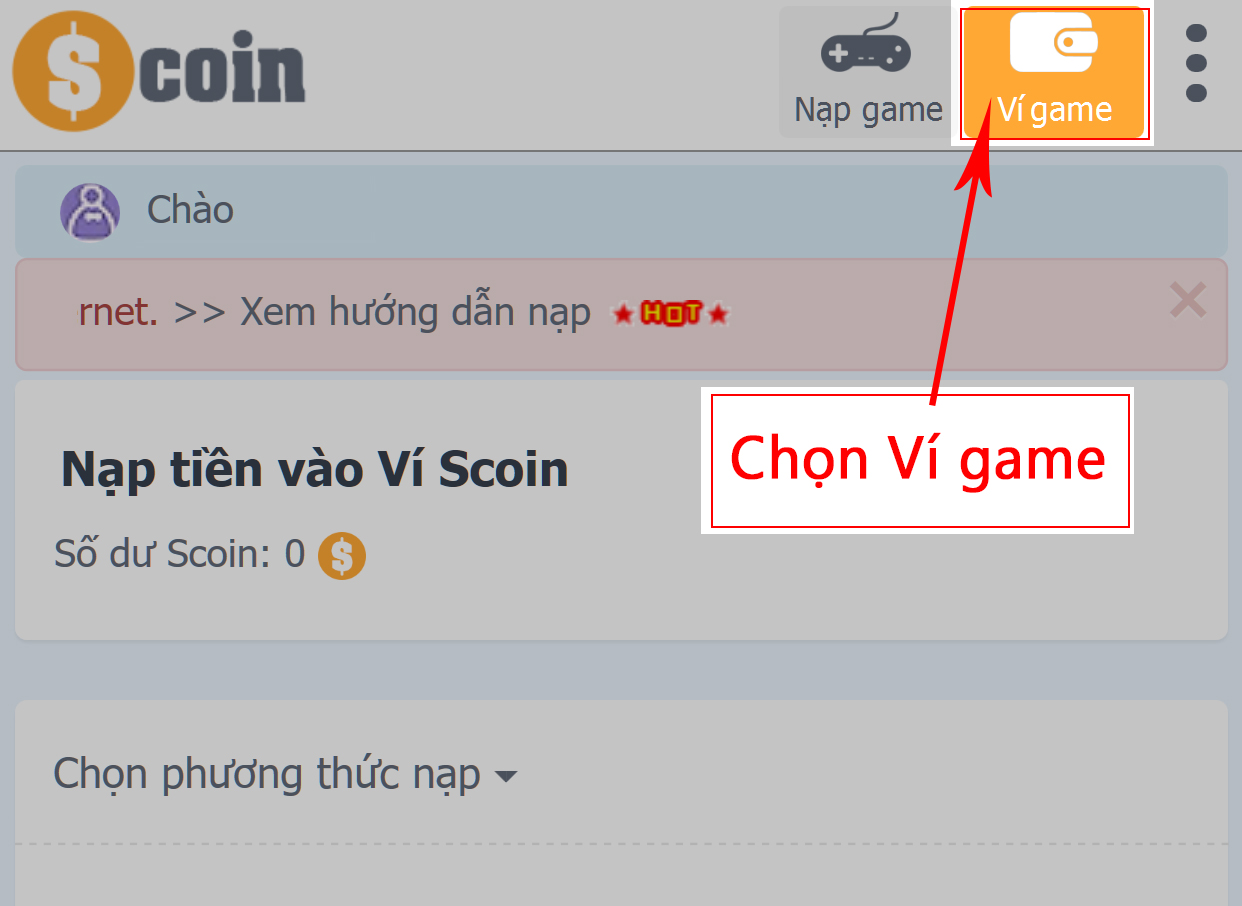 $coin
Nạp game
Ví game
Chào
rnet. >> Xem hướng dẫn nạp ★ HOT ★
Chọn Ví game
Nạp tiền vào Ví Scoin
Số dư Scoin: 0 $
Chọn phương thức nạp